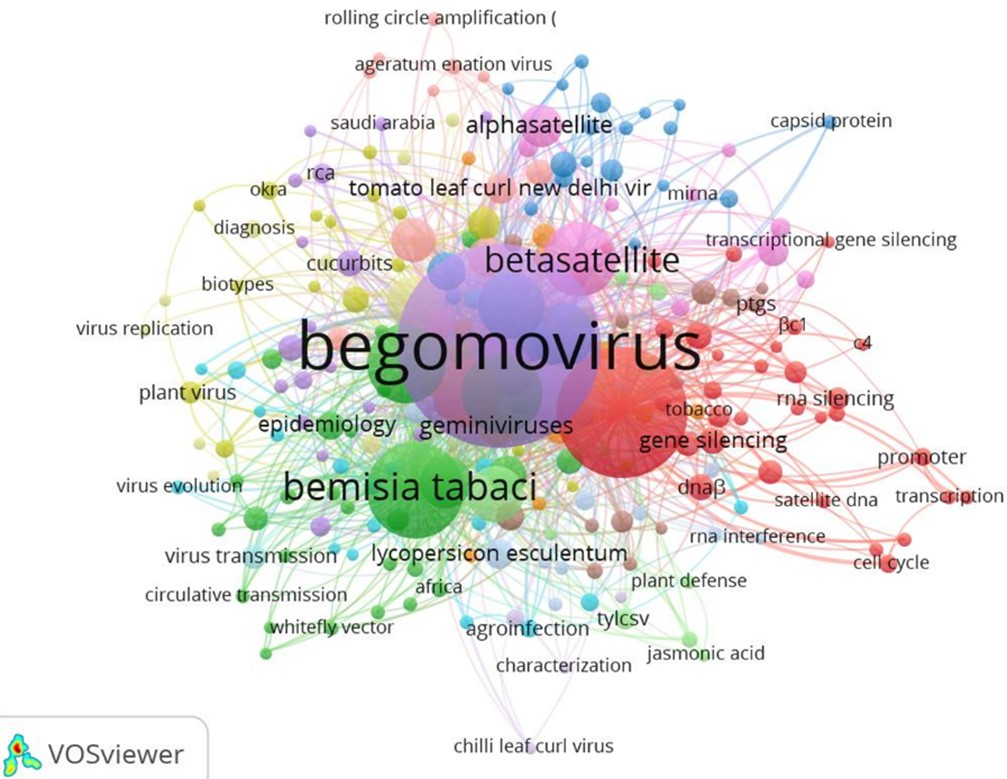 rolling circle amplification (
ageratum enation virus
saudi arabia
alphasatellite
capsid protein
rca
okra
tomato leaf curl new delhi vir
mirna
diagnosis
transcriptional gene silencing
cucurbits
betasatellite
biotypes
ptgs
virus replication
βc1
begomovirus
c4
plant virus
rna silencing
tobacco
epidemiology
geminiviruses
gene silencing
promoter
virus evolution
bemisia tabaci
dnaβ
satellite dna
transcription
rna interference
virus transmission
lycopersicon esculentum
cell cycle
africa
plant defense
circulative transmission
whitefly vector
agroinfection
tylcsv
characterization
jasmonic acid
chilli leaf curl virus
VOSviewer